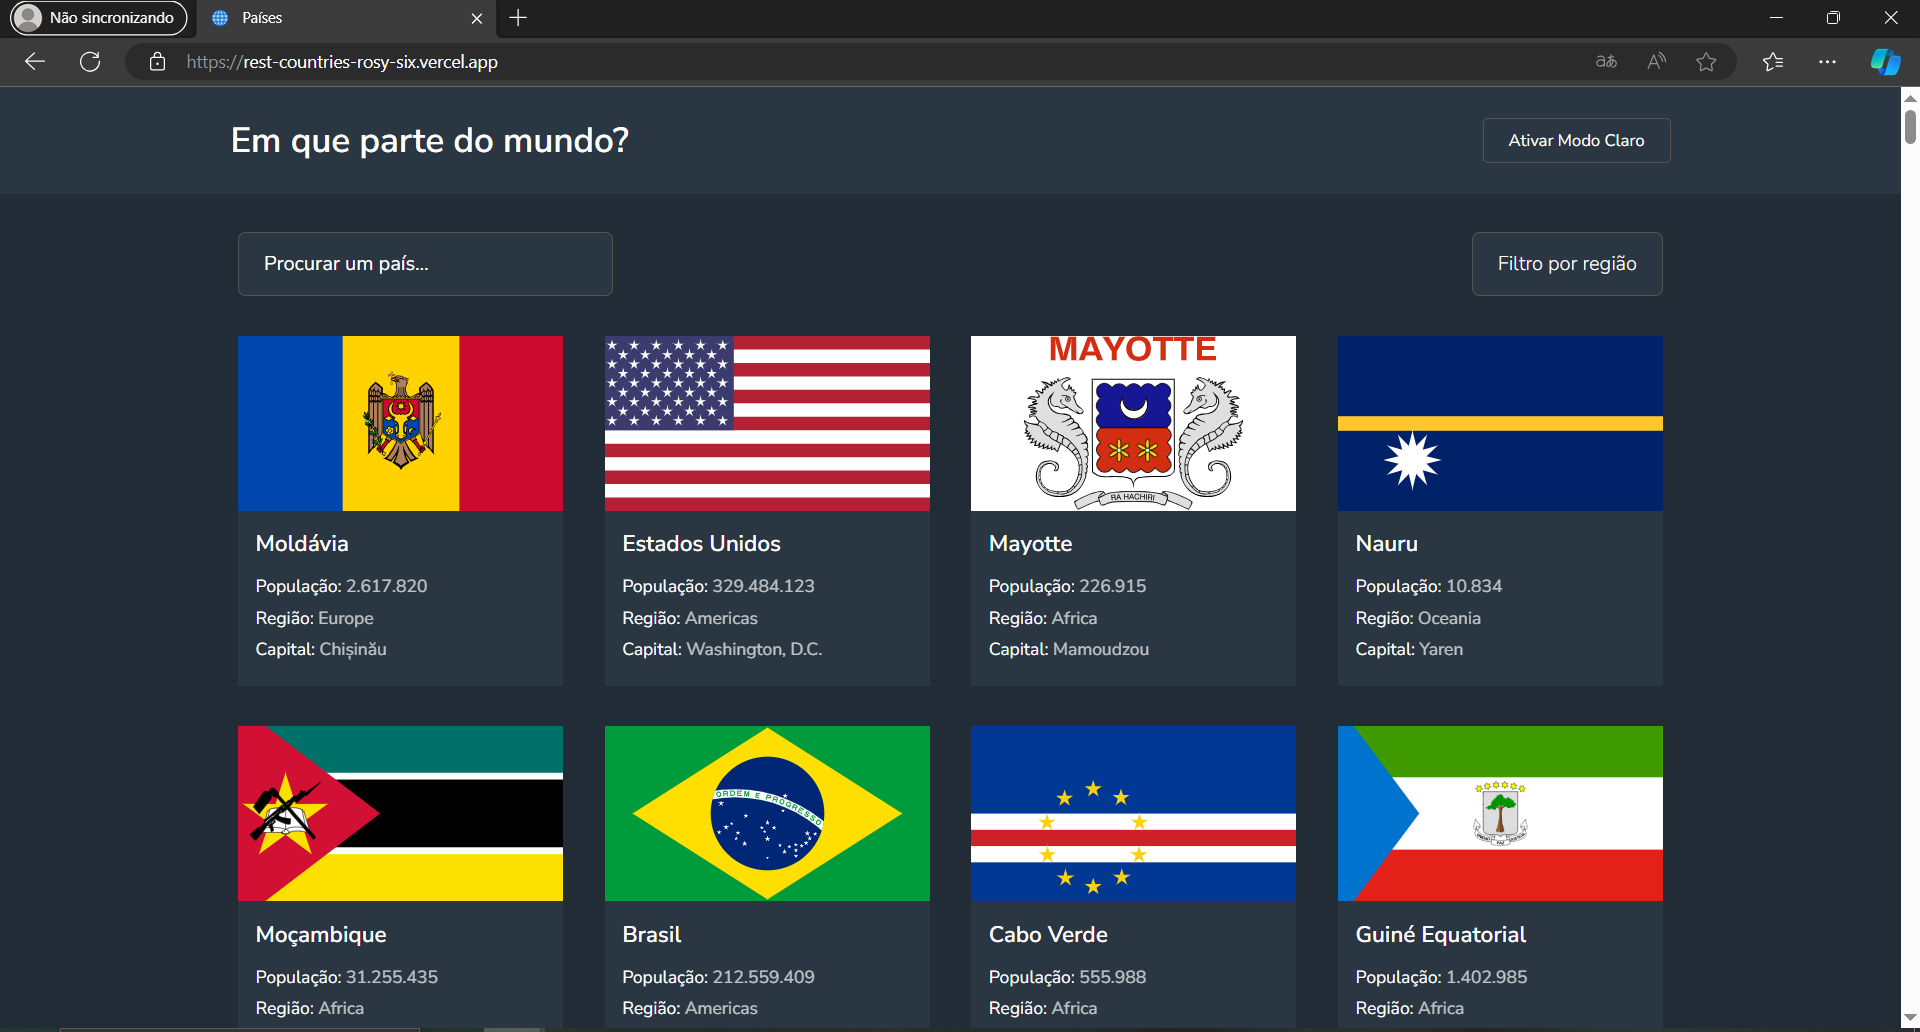 Não sincronizando
Países
https://rest-countries-rosy-six.vercel.app
Em que parte do mundo?
Ativar Modo Claro
Procurar um país...
Filtro por região
MAYOTTE
RA HACHIRI
Moldávia
População: 2.617.820
Região: Europe
Capital: Chișinău
Estados Unidos
População: 329.484.123
Região: Americas
Capital: Washington, D.C.
Mayotte
População: 226.915
Região: Africa
Capital: Mamoudzou
Nauru
População: 10.834
Região: Oceania
Capital: Yaren
ORDEM E PROGRESSO
Moçambique
População: 31.255.435
Região: Africa
Brasil
População: 212.559.409
Região: Americas
Cabo Verde
População: 555.988
Região: Africa
Guiné Equatorial
População: 1.402.985
Região: Africa